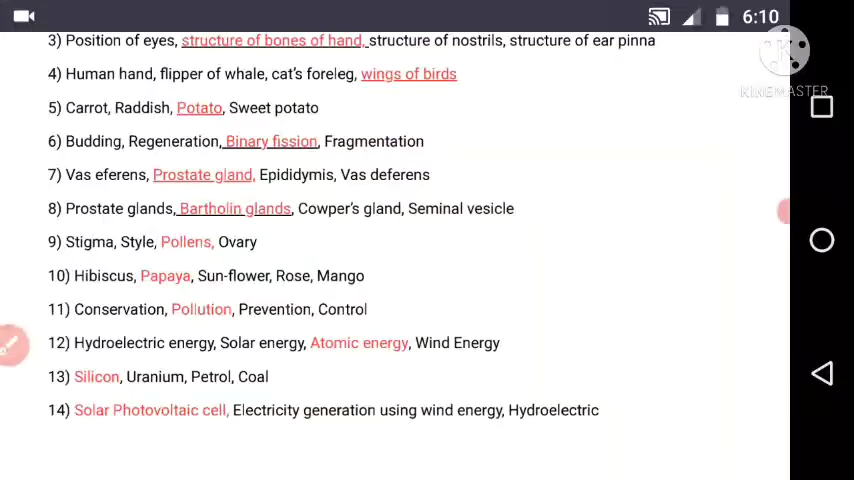 6:10
3) Position of eyes, structure of bones of hand, structure of nostrils, structure of ear pinna
KINEMASTER
4) Human hand, flipper of whale, cat's foreleg, wings of birds
5) Carrot, Raddish, Potato, Sweet potato
6) Budding, Regeneration, Binary fission, Fragmentation
7) Vas eferens, Prostate gland, Epididymis, Vas deferens
8) Prostate glands, Bartholin glands, Cowper's gland, Seminal vesicle
9) Stigma, Style, Pollens, Ovary
10) Hibiscus, Papaya, Sun-flower, Rose, Mango
11) Conservation, Pollution, Prevention, Control
12) Hydroelectric energy, Solar energy, Atomic energy, Wind Energy
13) Silicon, Uranium, Petrol, Coal
14) Solar Photovoltaic cell, Electricity generation using wind energy, Hydroelectric